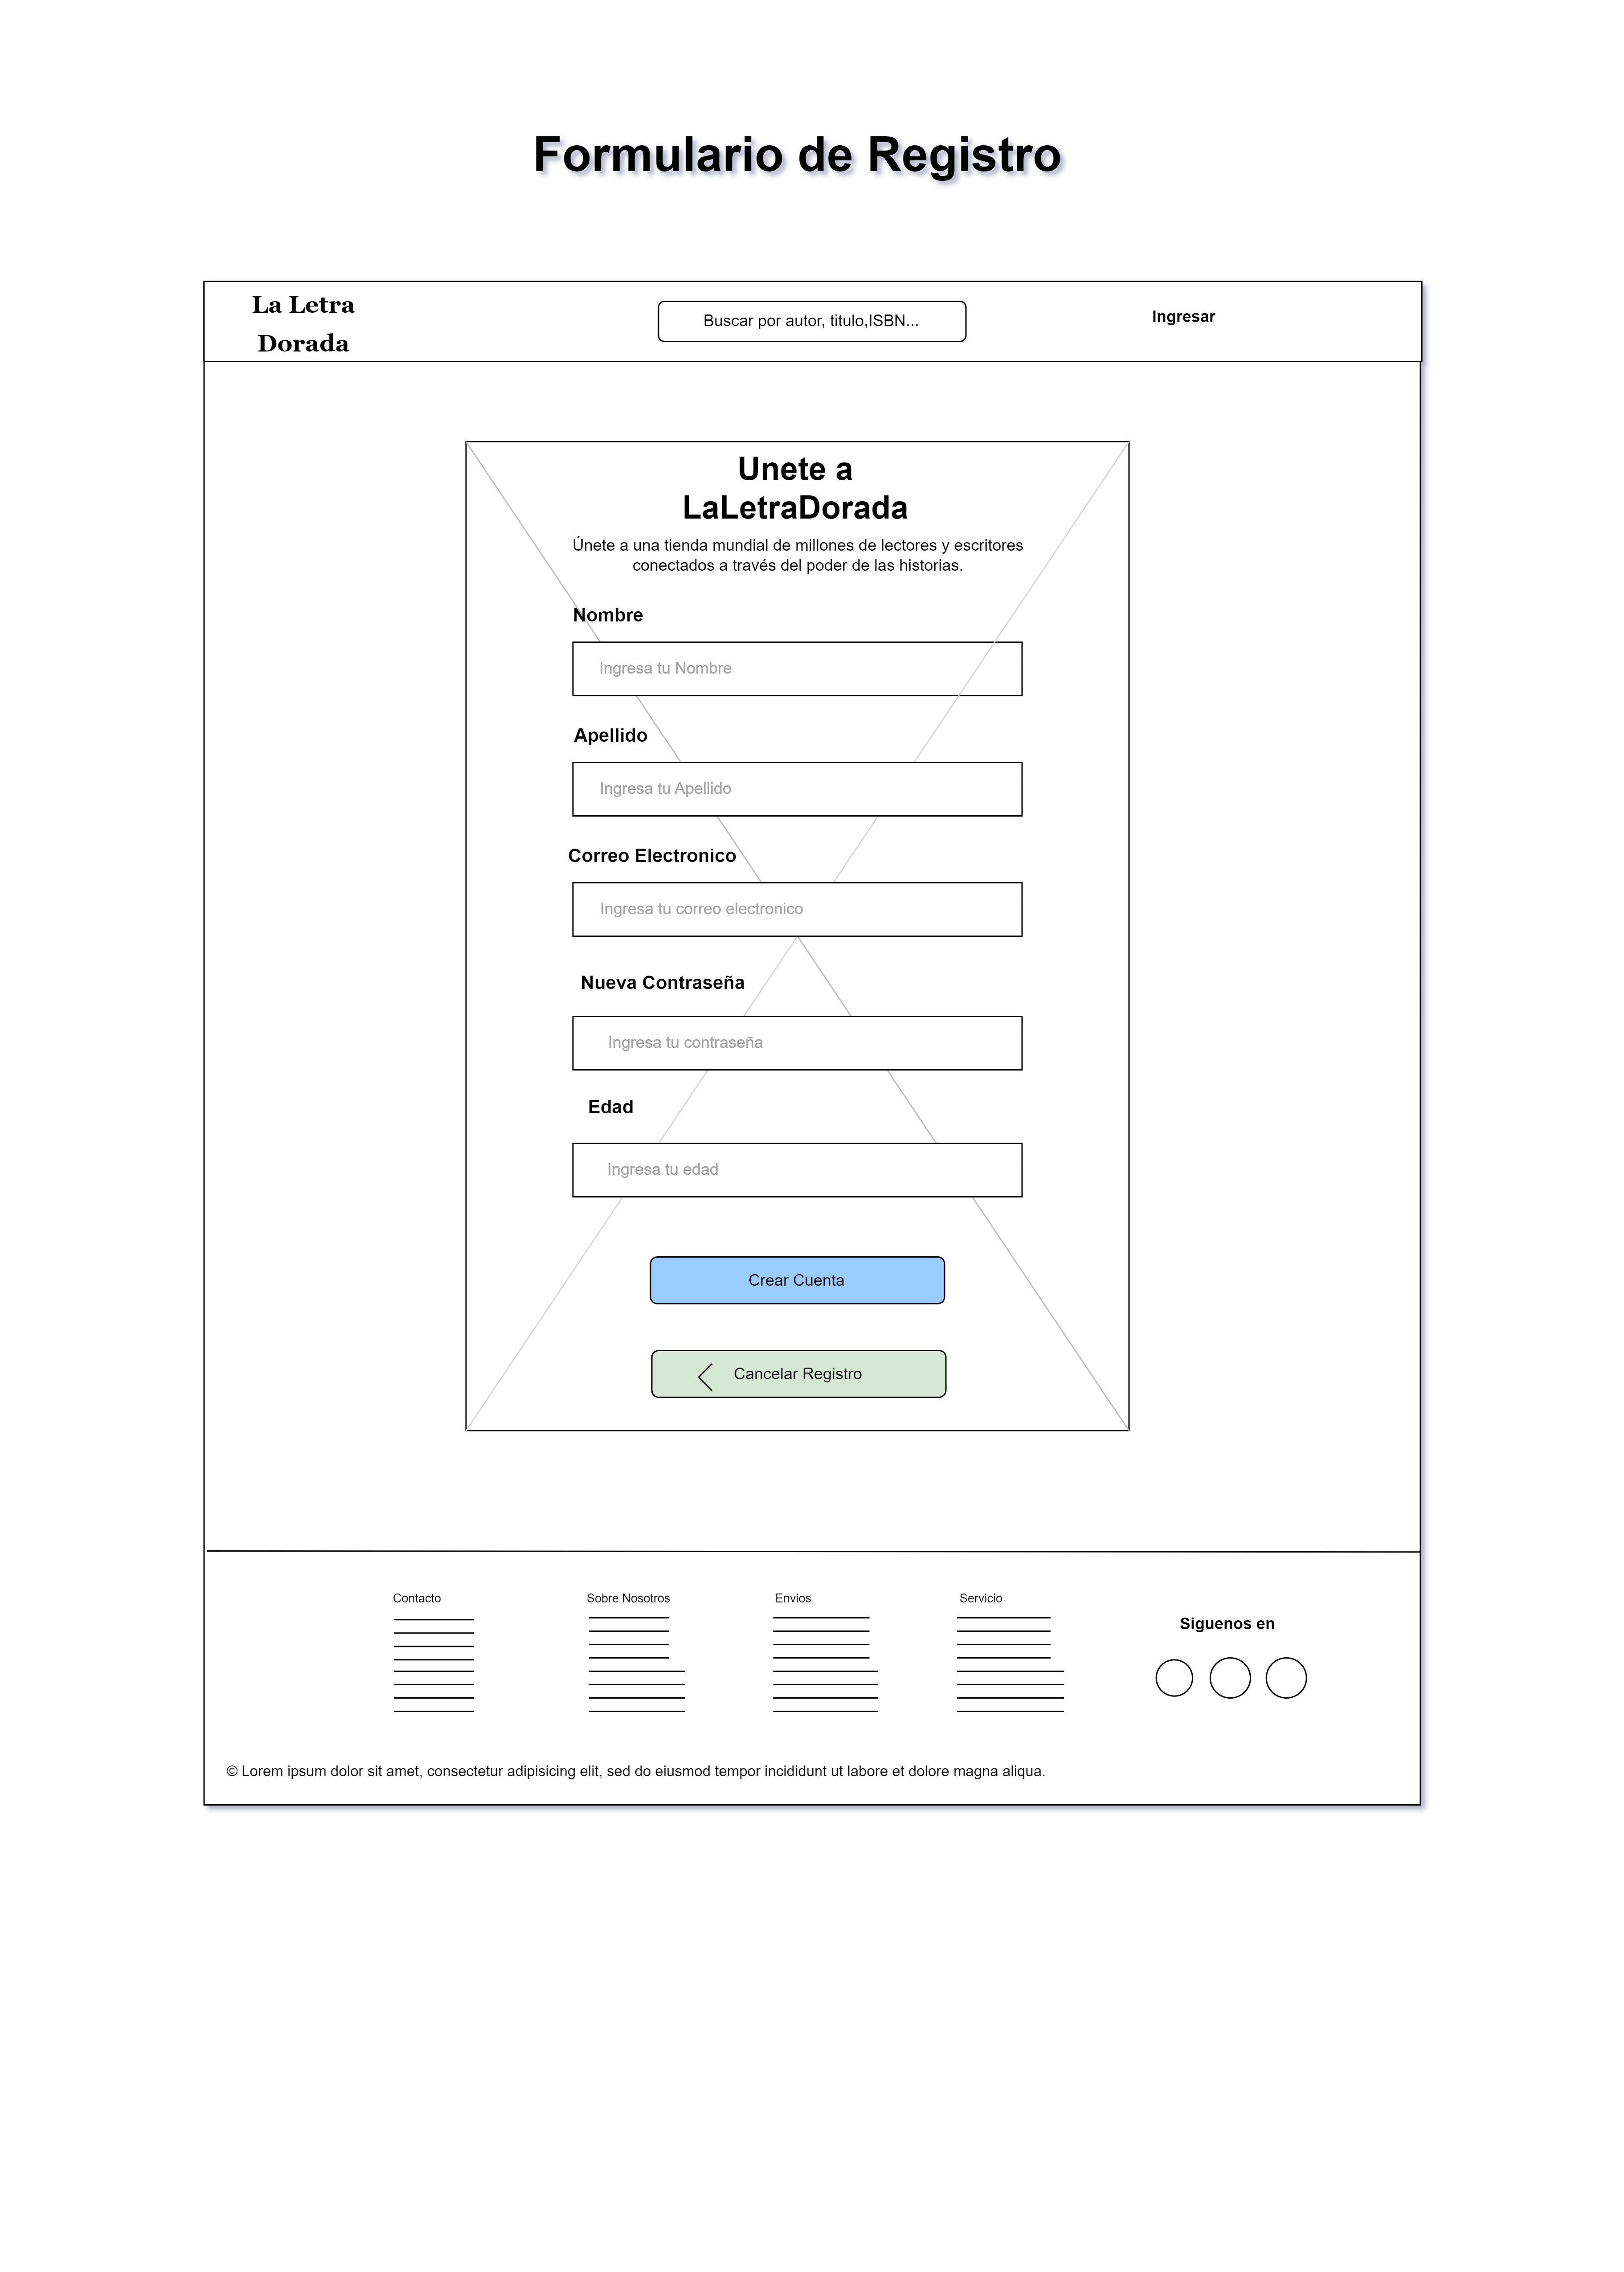 Formulario de Registro
La Letra
Dorada
Buscar por autor, titulo,ISBN...
Ingresar
Unete a
LaLetraDorada
Únete a una tienda mundial de millones de lectores y escritores
conectados a través del poder de las historias.
Nombre
Ingresa tu Nombre
Apellido
Ingresa tu Apellido
Correo Electronico
Ingresa tu correo electronico
Nueva Contraseña
Ingresa tu contraseña
Edad
Ingresa tu edad
Crear Cuenta
Cancelar Registro
Contacto
Sobre Nosotros
Envios
Servicio
Siguenos en
© Lorem ipsum dolor sit amet, consectetur adipisicing elit, sed do eiusmod tempor incididunt ut labore et dolore magna aliqua.